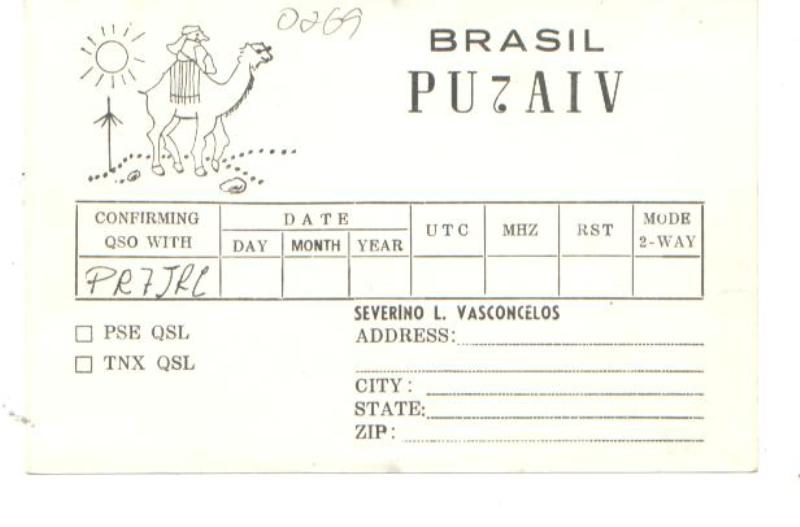 0269
BRASIL
PU7AIV
CONFIRMING QSO WITH
DATE
DAY MONTH YEAR
UTC
MHZ
RST
MODE 2-WAY
PR7JRC
☐ PSE QSL
☐ TNX QSL
SEVERINO L. VASCONCELOS
ADDRESS:
CITY:
STATE:
ZIP: